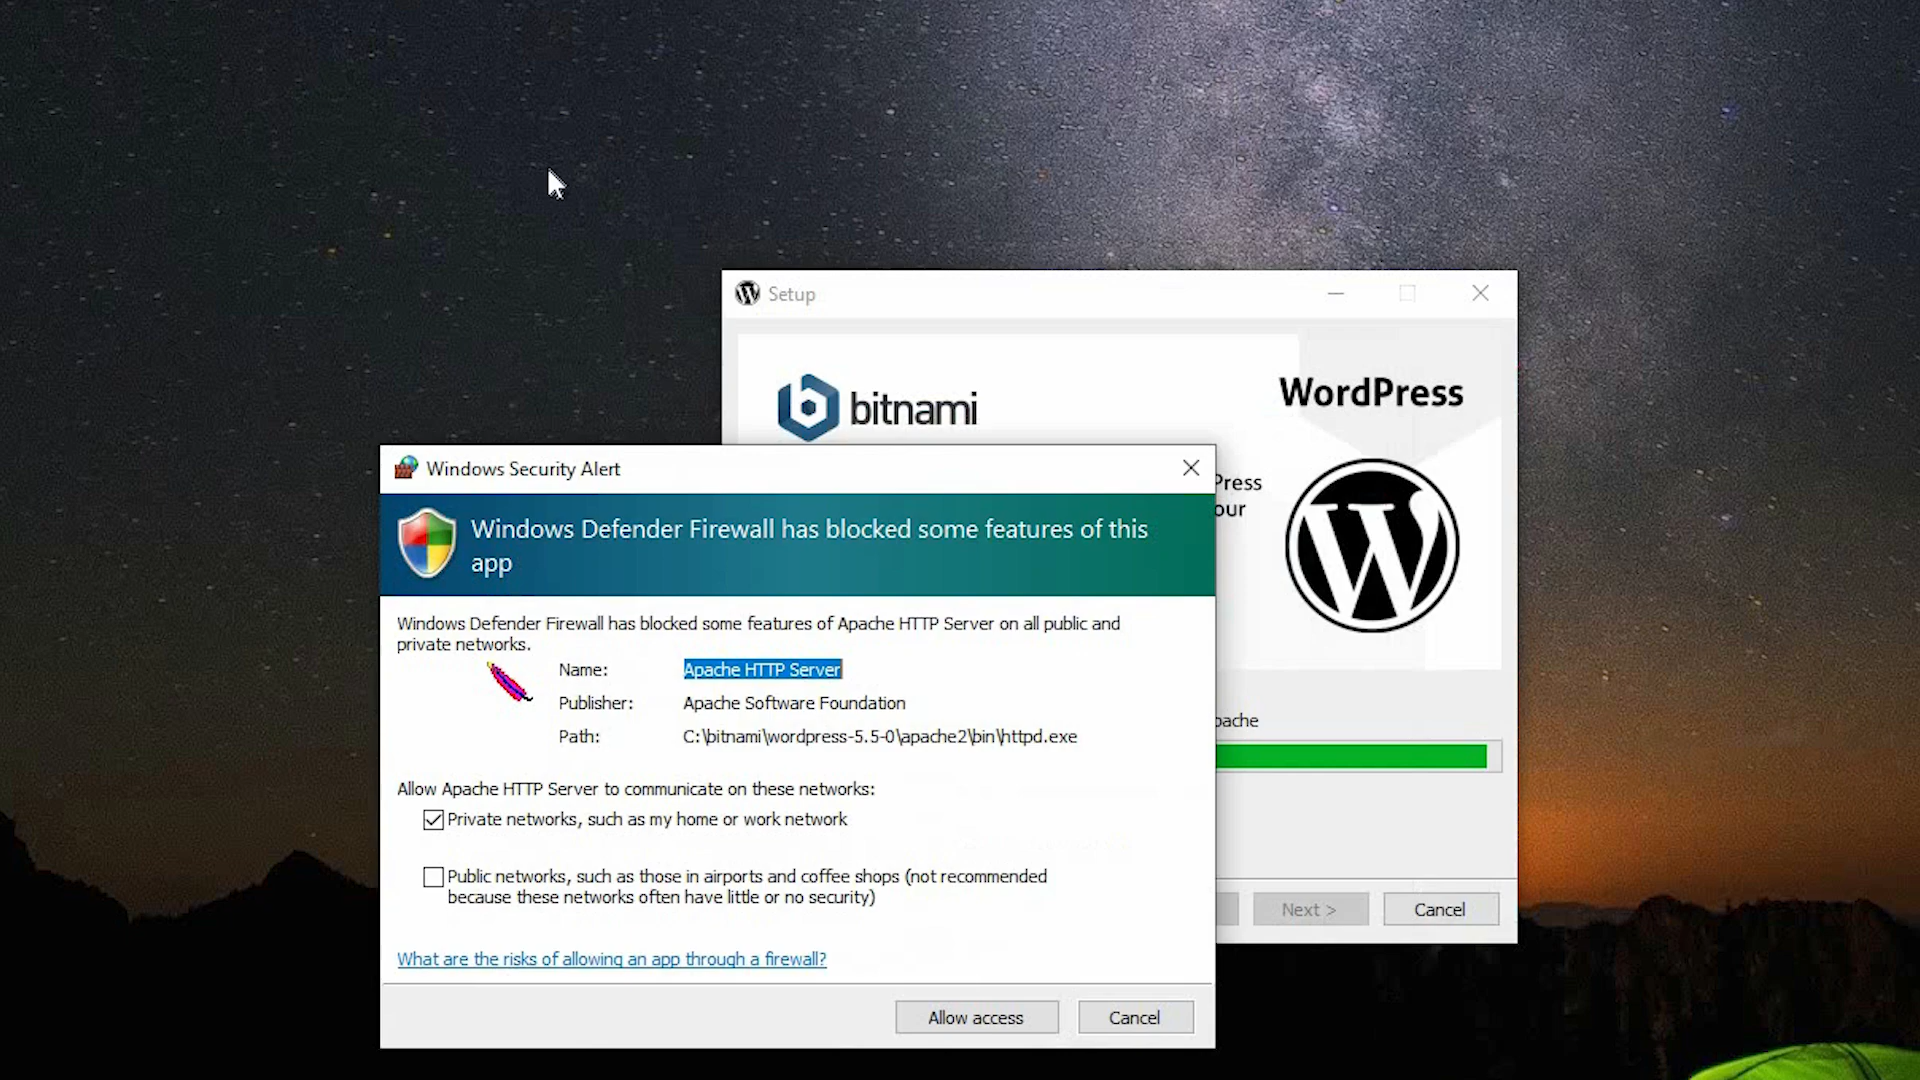 Setup
bitnami
WordPress
Press
our
Windows Security Alert
Windows Defender Firewall has blocked some features of this
app
Windows Defender Firewall has blocked some features of Apache HTTP Server on all public and
private networks.
Name: Apache HTTP Server
Publisher: Apache Software Foundation
Path: C:\bitnami\wordpress-5.5-0\apache2\bin\httpd.exe
pache
Allow Apache HTTP Server to communicate on these networks:
Private networks, such as my home or work network
Public networks, such as those in airports and coffee shops (not recommended
because these networks often have little or no security)
What are the risks of allowing an app through a firewall?
Allow access Cancel
Next > Cancel